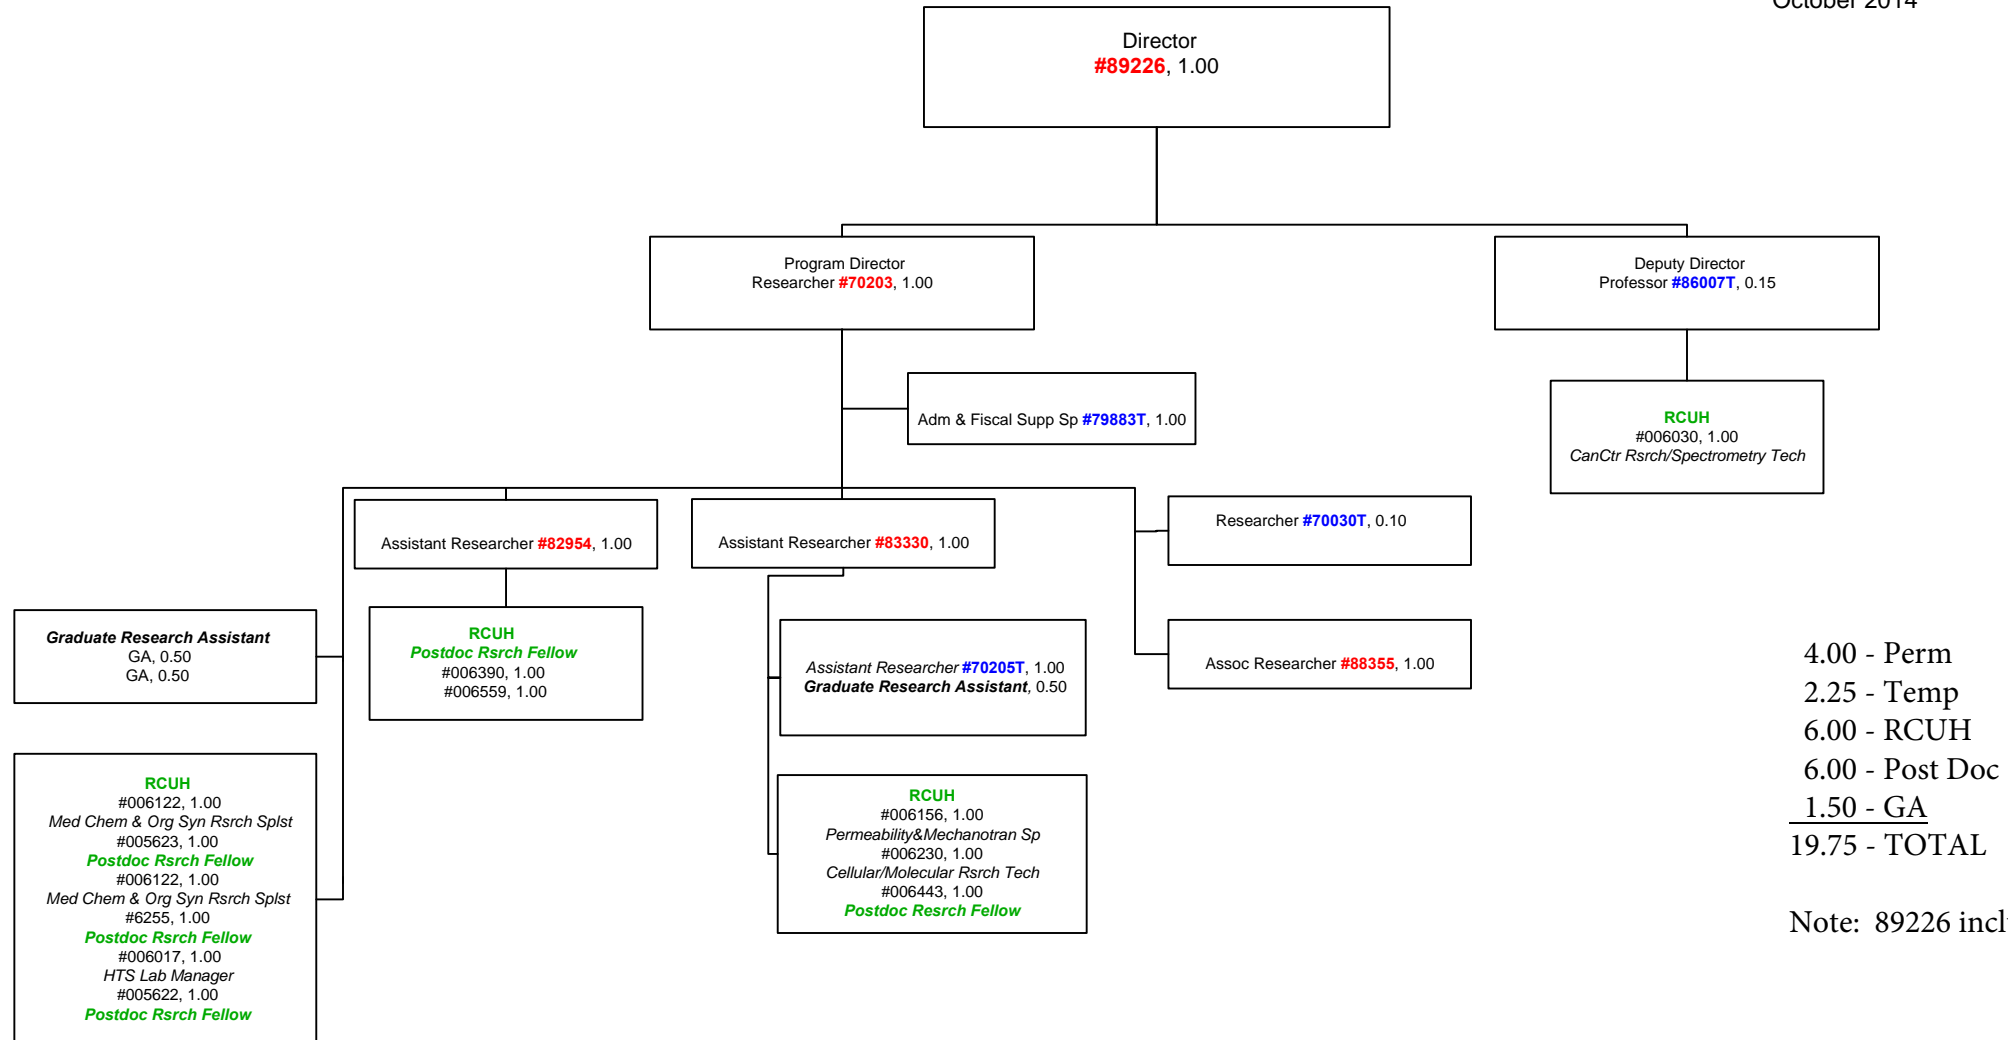 October 2014
Director
#89226, 1.00
Program Director
Researcher #70203, 1.00
Deputy Director
Professor #86007T, 0.15
Adm & Fiscal Supp Sp #79883T, 1.00
RCUH
#006030, 1.00
CanCtr Rsrch/Spectrometry Tech
Assistant Researcher #82954, 1.00
Assistant Researcher #83330, 1.00
Researcher #70030T, 0.10
Graduate Research Assistant
GA, 0.50
GA, 0.50
RCUH
Postdoc Rsrch Fellow
#006390, 1.00
#006559, 1.00
Assistant Researcher #70205T, 1.00
Graduate Research Assistant, 0.50
Assoc Researcher #88355, 1.00
RCUH
#006122, 1.00
Med Chem & Org Syn Rsrch Splst
#005623, 1.00
Postdoc Rsrch Fellow
#006122, 1.00
Med Chem & Org Syn Rsrch Splst
#6255, 1.00
Postdoc Rsrch Fellow
#006017, 1.00
HTS Lab Manager
#005622, 1.00
Postdoc Rsrch Fellow
RCUH
#006156, 1.00
Permeability&Mechanotran Sp
#006230, 1.00
Cellular/Molecular Rsrch Tech
#006443, 1.00
Postdoc Resrch Fellow
4.00 - Perm
2.25 - Temp
6.00 - RCUH
6.00 - Post Doc
1.50 - GA
19.75 - TOTAL
Note: 89226